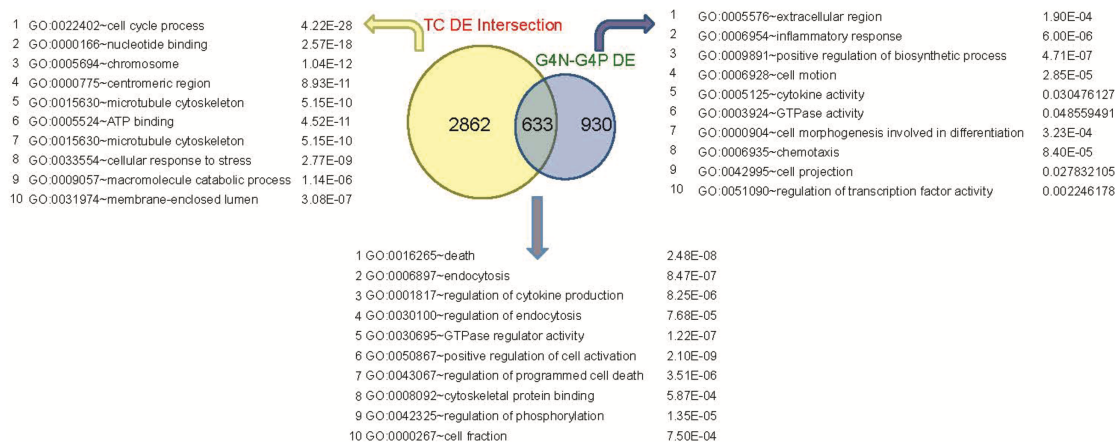 TC DE Intersection
G4N-G4P DE
1 GO:0022402~cell cycle process 4.22E-28
2 GO:0000166~nucleotide binding 2.57E-18
3 GO:0005694~chromosome 1.04E-12
4 GO:0000775~centromeric region 8.93E-11
5 GO:0015630~microtubule cytoskeleton 5.15E-10
6 GO:0005524~ATP binding 4.52E-11
7 GO:0015630~microtubule cytoskeleton 5.15E-10
8 GO:0033554~cellular response to stress 2.77E-09
9 GO:0009057~macromolecule catabolic process 1.14E-06
10 GO:0031974~membrane-enclosed lumen 3.08E-07
2862 633 930
1 GO:0005576~extracellular region 1.90E-04
2 GO:0006954~inflammatory response 6.00E-06
3 GO:0009891~positive regulation of biosynthetic process 4.71E-07
4 GO:0006928~cell motion 2.85E-05
5 GO:0005125~cytokine activity 0.030476127
6 GO:0003924~GTPase activity 0.048559491
7 GO:0000904~cell morphogenesis involved in differentiation 3.23E-04
8 GO:0006935~chemotaxis 8.40E-05
9 GO:0042995~cell projection 0.027832105
10 GO:0051090~regulation of transcription factor activity 0.002246178
1 GO:0016265~death 2.48E-08
2 GO:0006897~endocytosis 8.47E-07
3 GO:0001817~regulation of cytokine production 8.25E-06
4 GO:0030100~regulation of endocytosis 7.68E-05
5 GO:0030695~GTPase regulator activity 1.22E-07
6 GO:0050867~positive regulation of cell activation 2.10E-09
7 GO:0043067~regulation of programmed cell death 3.51E-06
8 GO:0008092~cytoskeletal protein binding 5.87E-04
9 GO:0042325~regulation of phosphorylation 1.35E-05
10 GO:0000267~cell fraction 7.50E-04